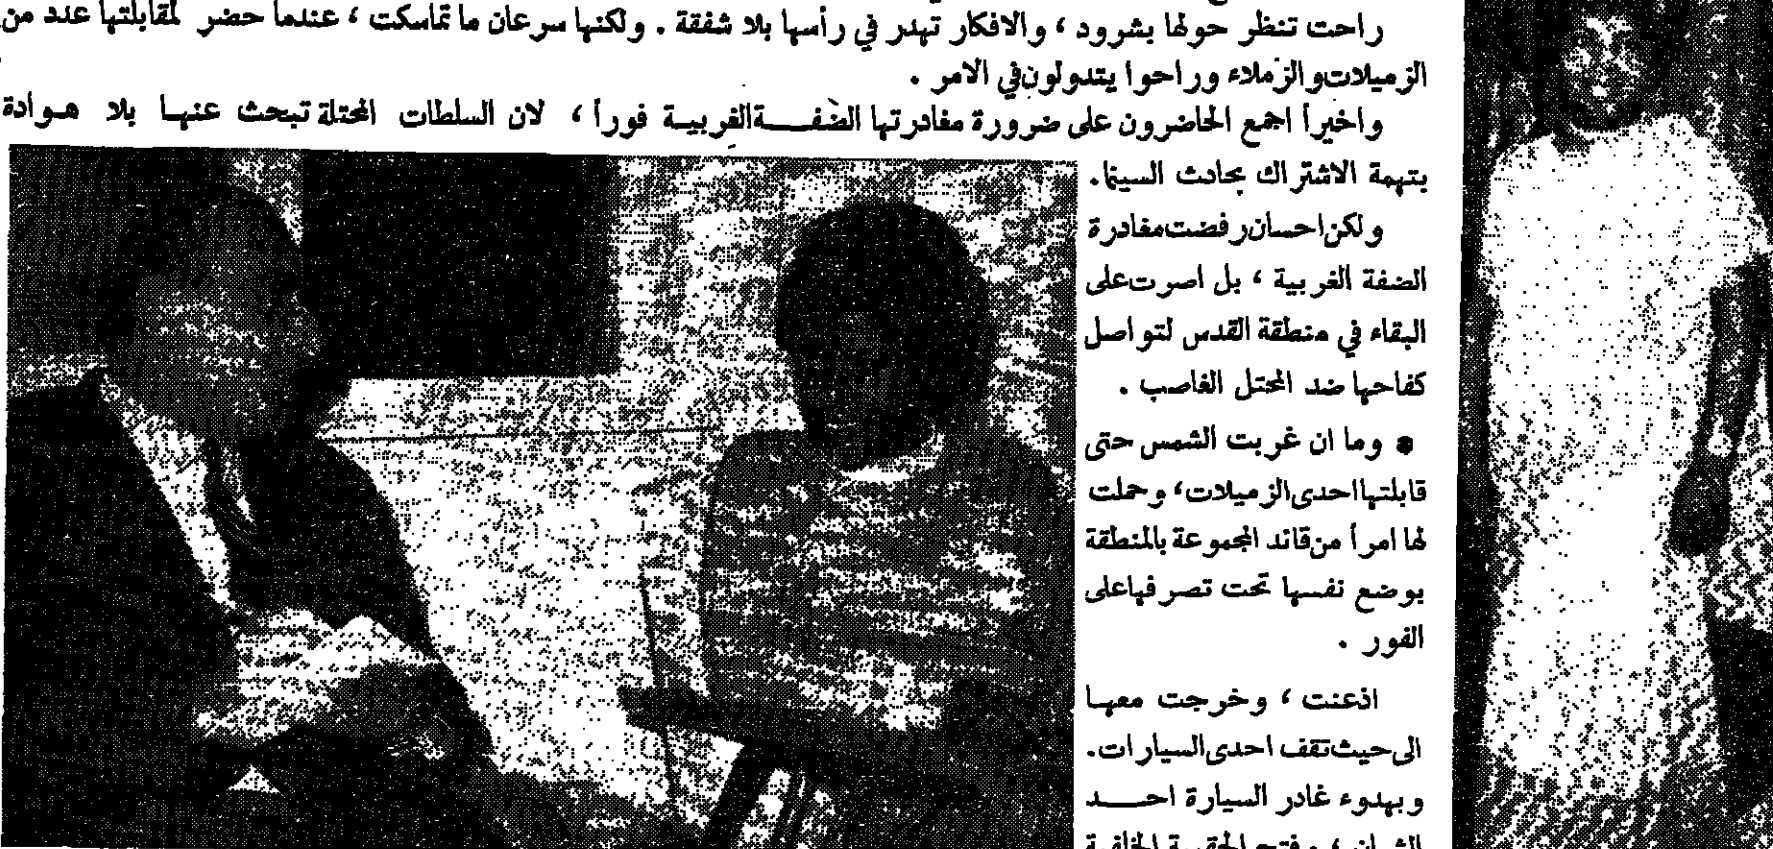 راحت تنظر حولها بشرود ، والافكار تهدر في رأسها بلا شفقة . ولكنها سرعان ما تماسكت ، عندما حضر لمقابلتها عدد من
الزميلات والزملاء وراحوا يتدولون في الامر .
واخيراً اجمع الحاضرون على ضرورة مغادرتها الضفة الغربية فوراً ، لان السلطات المحتلة تبحث عنها بلا هوادة
بتهمة الاشتراك بحادث السينما .
ولكن احسان رفضت مغادرة
الضفة الغربية ، بل اصرت على
البقاء في منطقة القدس لتواصل
كفاحها ضد المحتل الغاصب .
● وما ان غربت الشمس حتى
قابلتها احدى الزميلات ، وحملت
لها امراً من قائد المجموعة بالمنطقة
بوضع نفسها تحت تصرفها على
الفور .
اذعنت ، وخرجت معها
الى حيث تقف احدى السيارات .
وبهدوء غادر السيارة احد